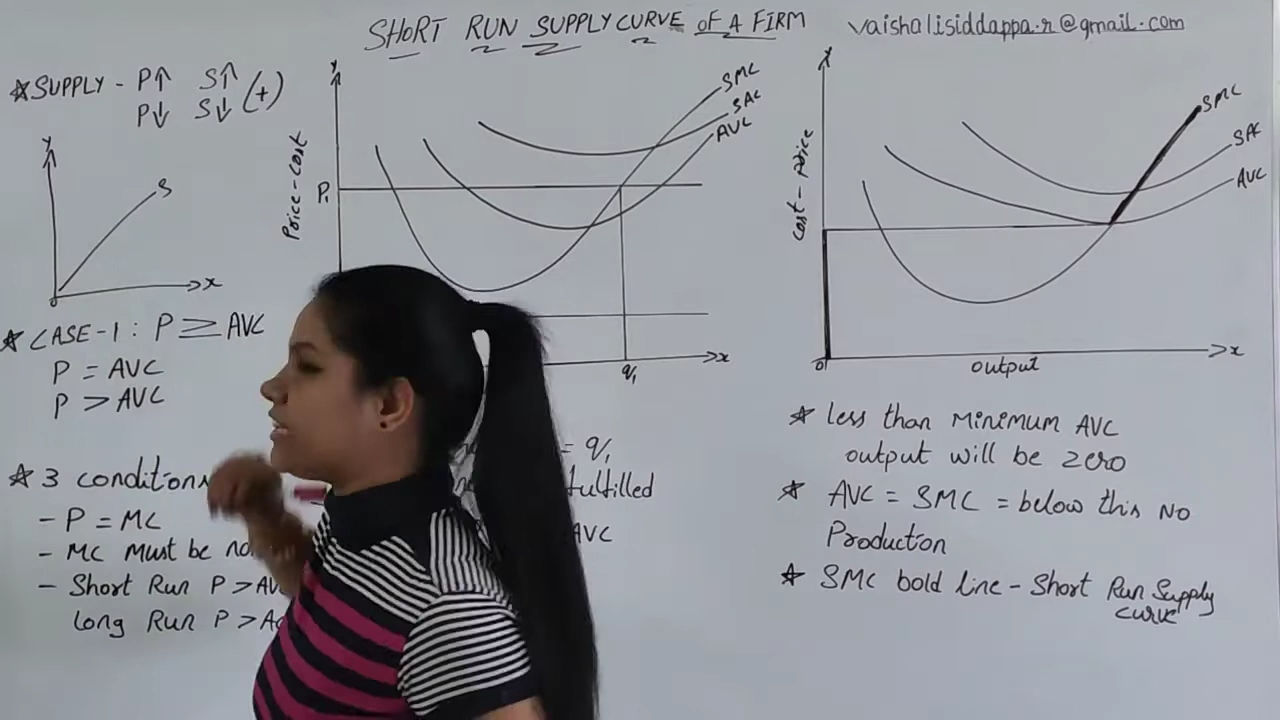 SHORT RUN SUPPLY CURVE OF A FIRM
vaishalisiddappa.r@gmail.com
★ SUPPLY - P↑ S↑ (+)
P↓ S↓
Y
S
O
X
★ CASE-1: P ≥ AVC
P = AVC
P > AVC
★ 3 conditions
- P = MC
- MC Must be
- Short Run P >
Long Run P >
Y
Price - cost
P₁
SMC
SAC
AVC
q₁
X
= q₁
fulfilled
AVC
Y
Cost - price
SMC
SAC
AVC
O
Output
X
★ less than Minimum AVC
output will be zero
★ AVC = SMC = below this NO
Production
★ SMC bold line - Short Run Supply
curve